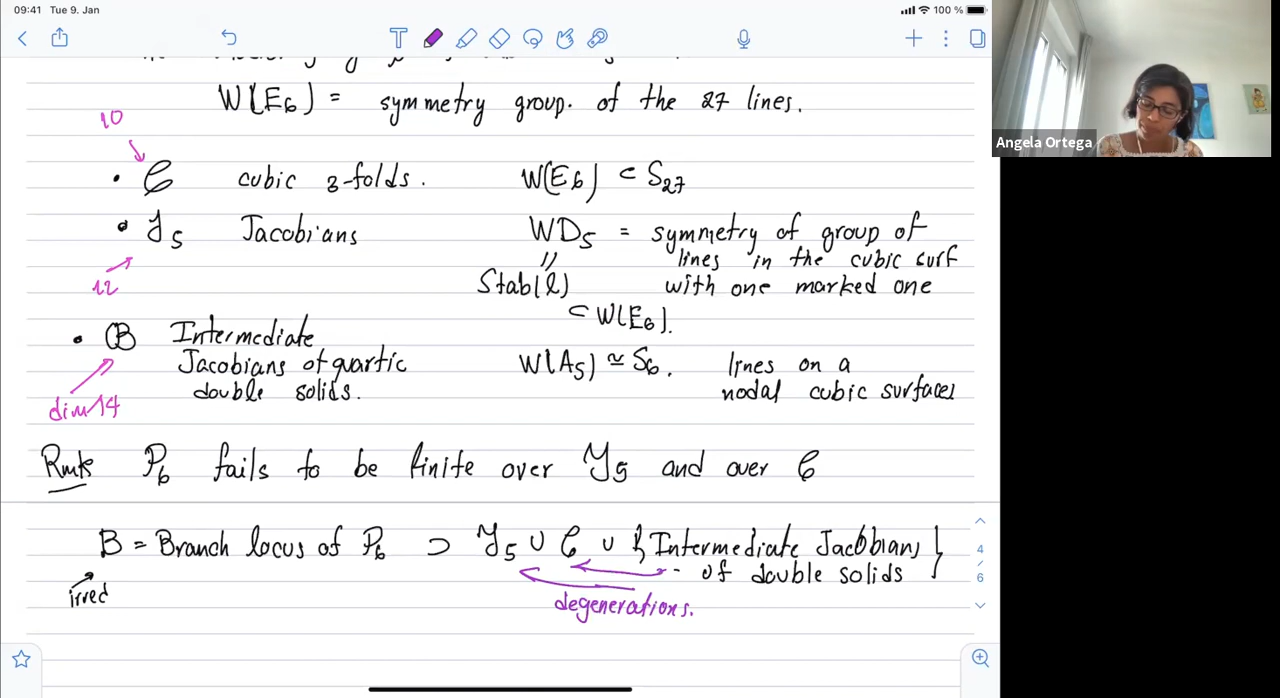 09:41 Tue 9. Jan
100 %
W(E6) = symmetry group. of the 27 lines.
10
• C cubic 3-folds. W(E6) ⊂ S27
• J5 Jacobians WD5 = symmetry of group of
lines in the cubic surf
12 Stab(l) with one marked one
⊂ W(E6).
• B Intermediate
Jacobians of quartic W(A5) ≃ S6. lines on a
double solids. nodal cubic surfaces
dim 14
Rmk P6 fails to be finite over J5 and over C
B = Branch locus of P6 ⊃ J5 ∪ C ∪ { Intermediate Jacobbians
of double solids }
irred
degenerations.
4
6
Angela Ortega